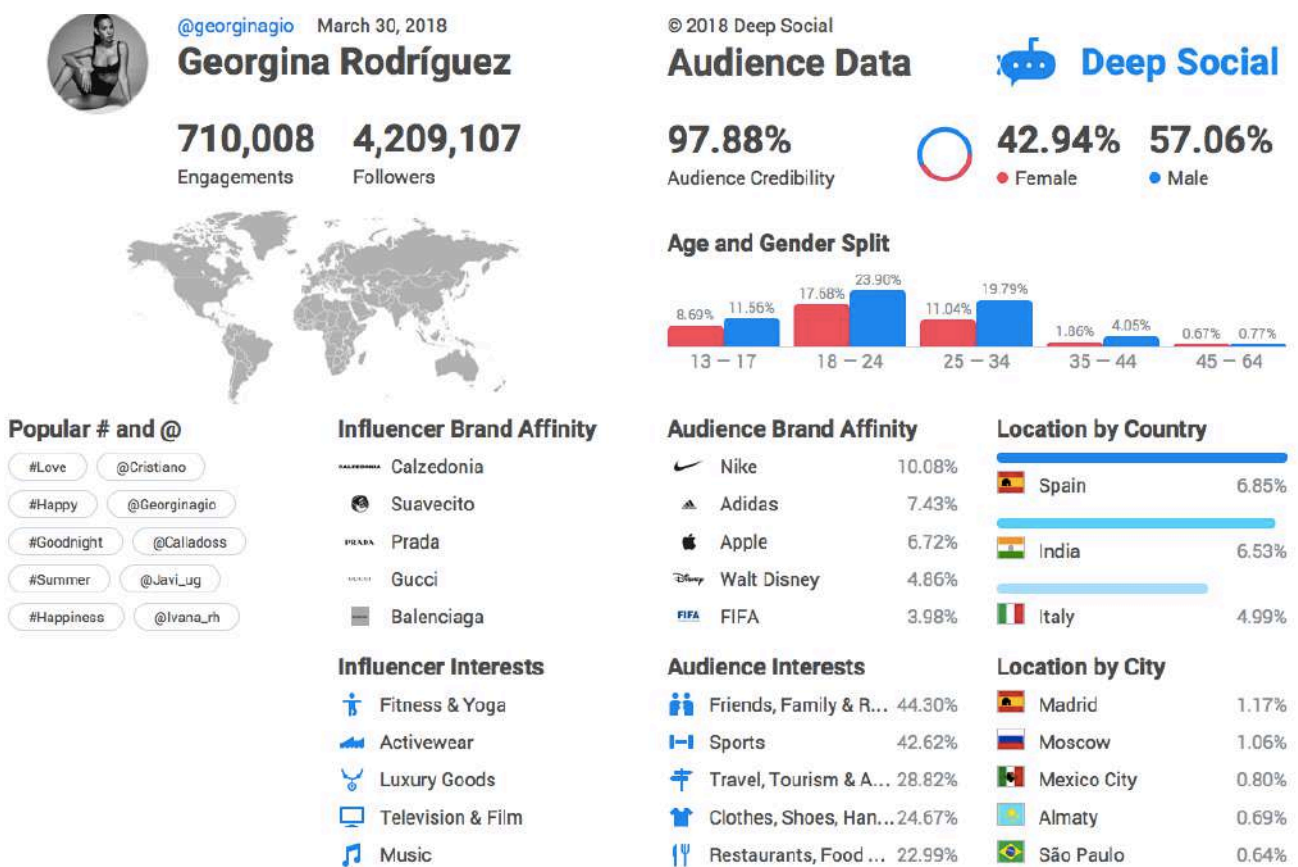 @georginagio March 30, 2018
Georgina Rodríguez
710,008 4,209,107
Engagements Followers
© 2018 Deep Social
Audience Data
Deep Social
97.88%
Audience Credibility
42.94% 57.06%
Female Male
Age and Gender Split
8.69% 11.56% 17.68% 23.90% 11.04% 19.79% 1.86% 4.05% 0.67% 0.77%
13 – 17 18 – 24 25 – 34 35 – 44 45 – 64
Popular # and @
#Love @Cristiano
#Happy @Georginagio
#Goodnight @Calladoss
#Summer @Javi_ug
#Happiness @Ivana_rh
Influencer Brand Affinity
CALZEDONIA Calzedonia
Suavecito
PRADA Prada
GUCCI Gucci
Balenciaga
Audience Brand Affinity
Nike 10.08%
Adidas 7.43%
Apple 6.72%
Disney Walt Disney 4.86%
FIFA FIFA 3.98%
Location by Country
Spain 6.85%
India 6.53%
Italy 4.99%
Influencer Interests
Fitness & Yoga
Activewear
Luxury Goods
Television & Film
Music
Audience Interests
Friends, Family & R... 44.30%
Sports 42.62%
Travel, Tourism & A... 28.82%
Clothes, Shoes, Han... 24.67%
Restaurants, Food ... 22.99%
Location by City
Madrid 1.17%
Moscow 1.06%
Mexico City 0.80%
Almaty 0.69%
São Paulo 0.64%